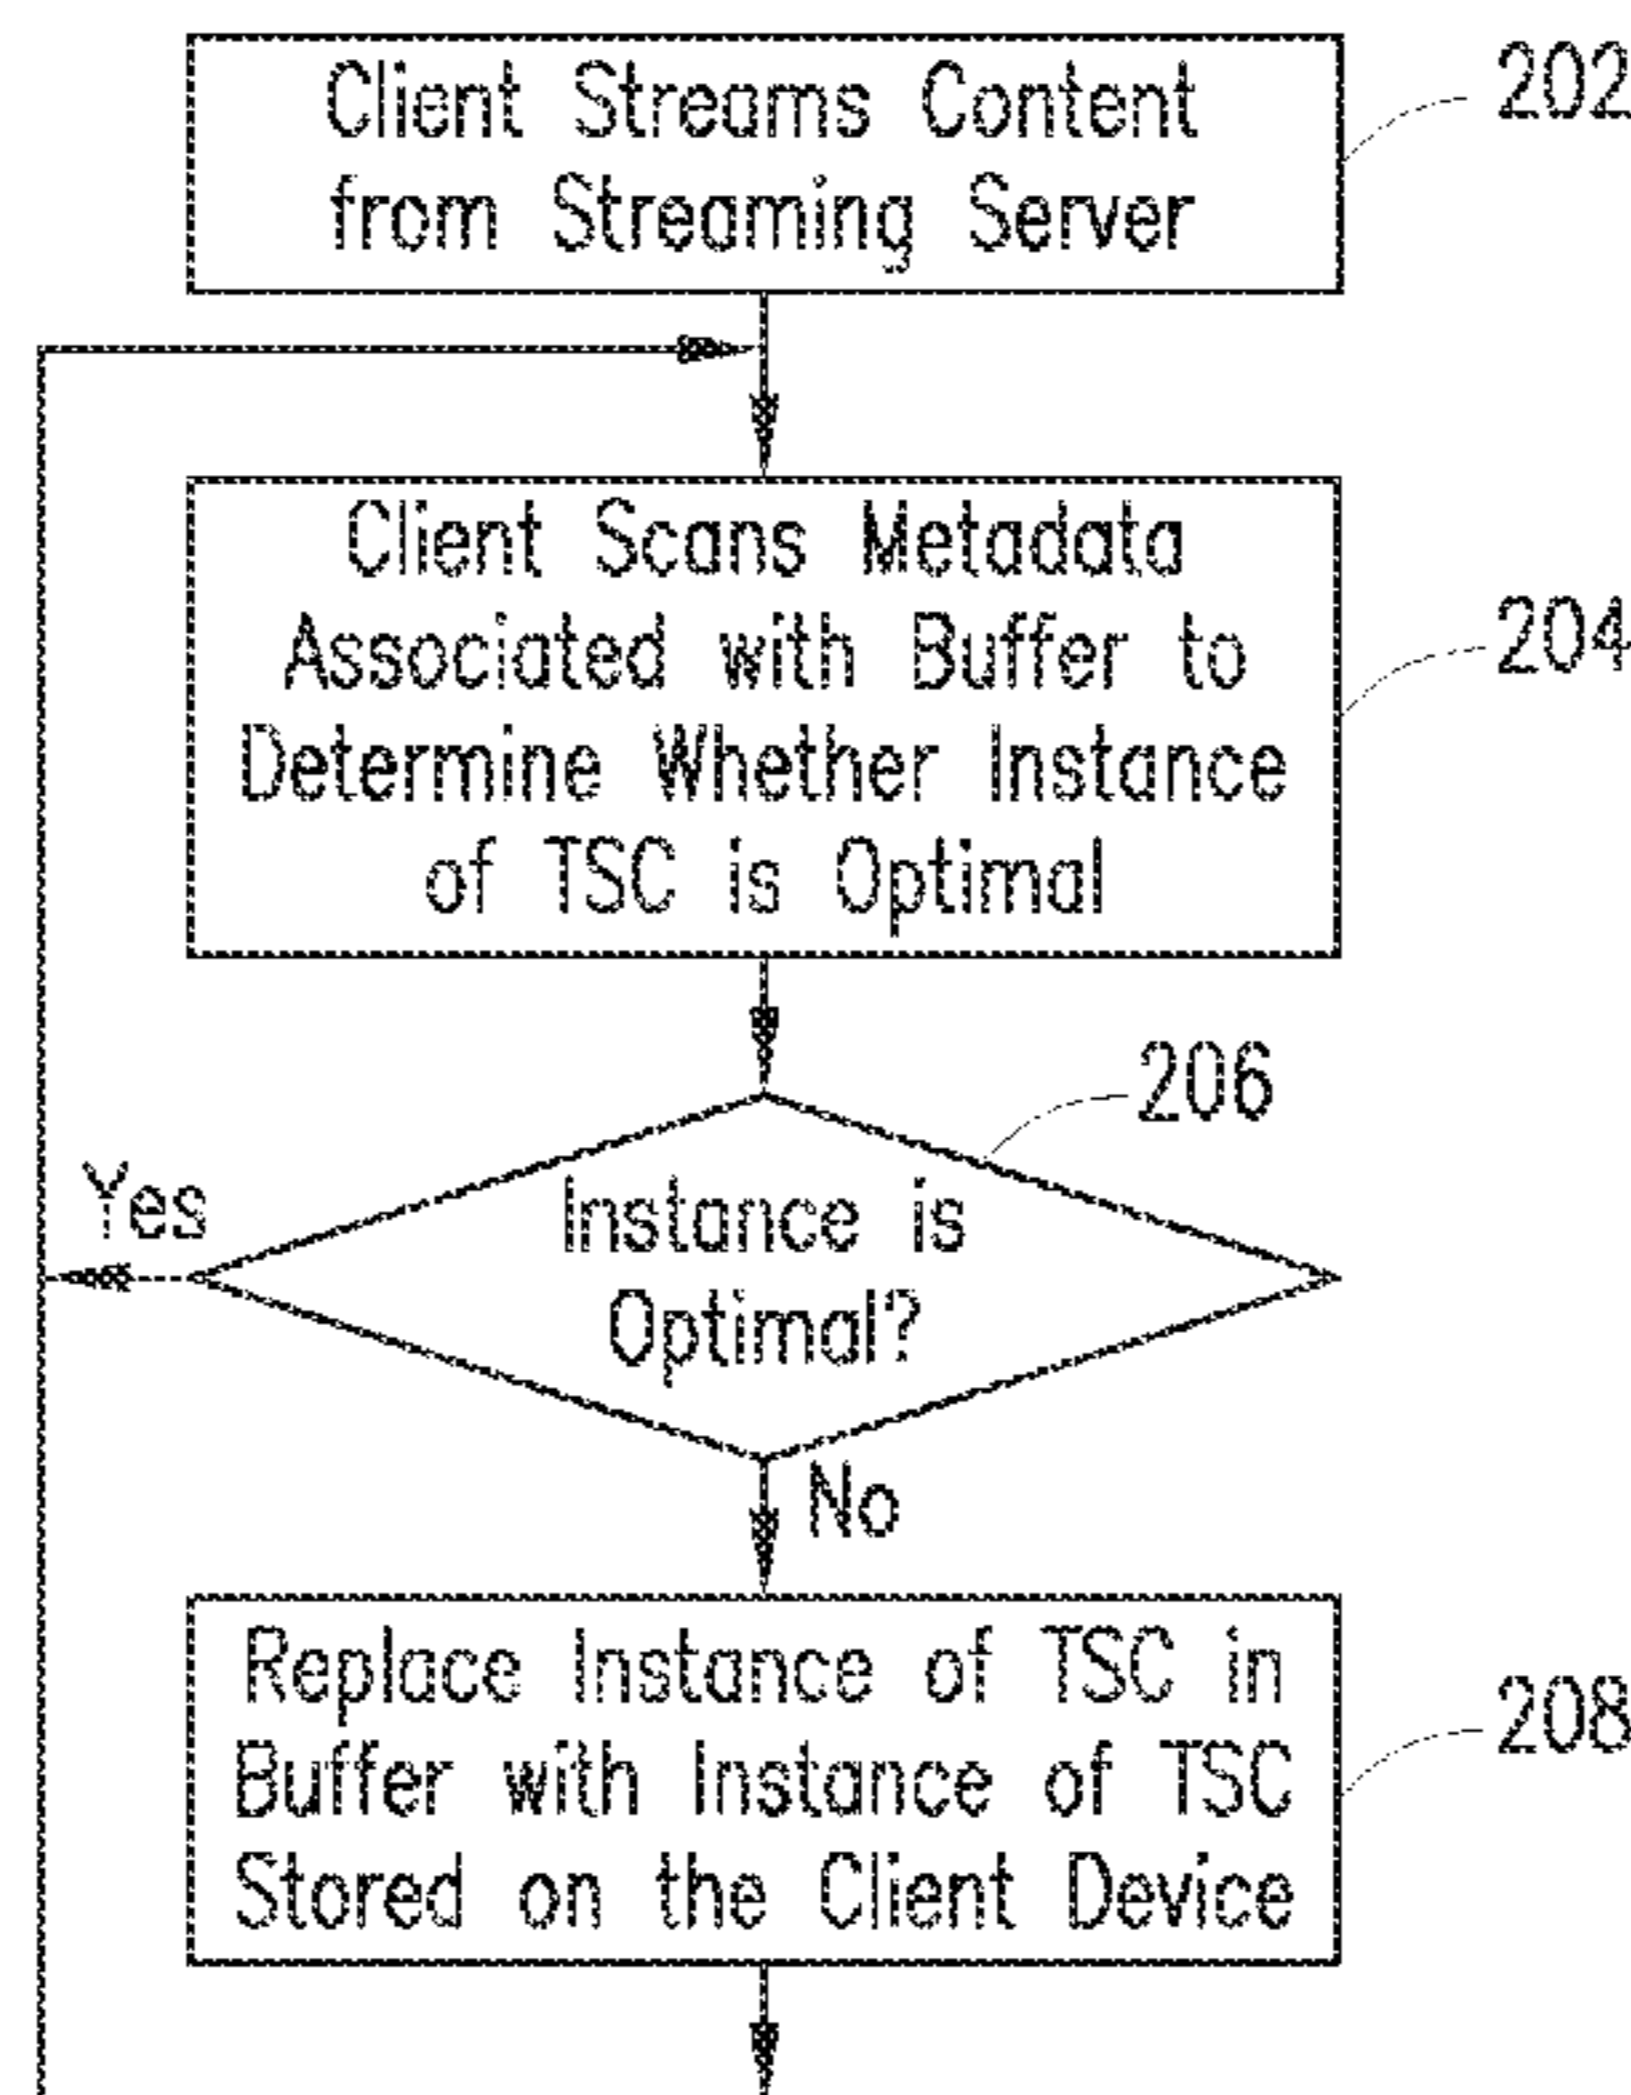 Client Streams Content
from Streaming Server
202
Client Scans Metadata
Associated with Buffer to
Determine Whether Instance
of TSC is Optimal
204
206
Yes
Instance is
Optimal?
No
Replace Instance of TSC in
Buffer with Instance of TSC
Stored on the Client Device
208